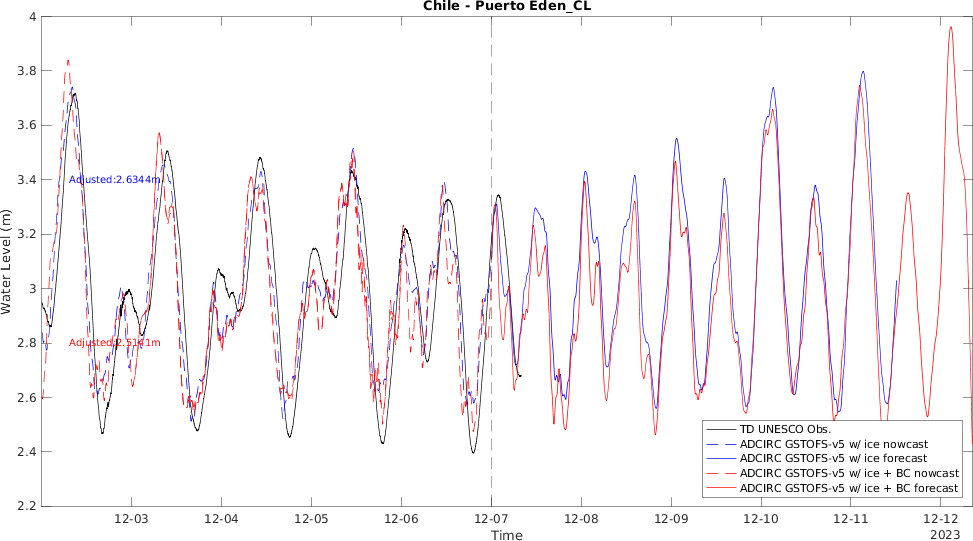 Chile - Puerto Eden_CL
Water Level (m)
4
3.8
3.6
3.4
3.2
3
2.8
2.6
2.4
2.2
Adjusted:2.6344m
Adjusted:2.5141m
TD UNESCO Obs.
ADCIRC GSTOFS-v5 w/ ice nowcast
ADCIRC GSTOFS-v5 w/ ice forecast
ADCIRC GSTOFS-v5 w/ ice + BC nowcast
ADCIRC GSTOFS-v5 w/ ice + BC forecast
12-03 12-04 12-05 12-06 12-07 12-08 12-09 12-10 12-11 12-12
2023
Time